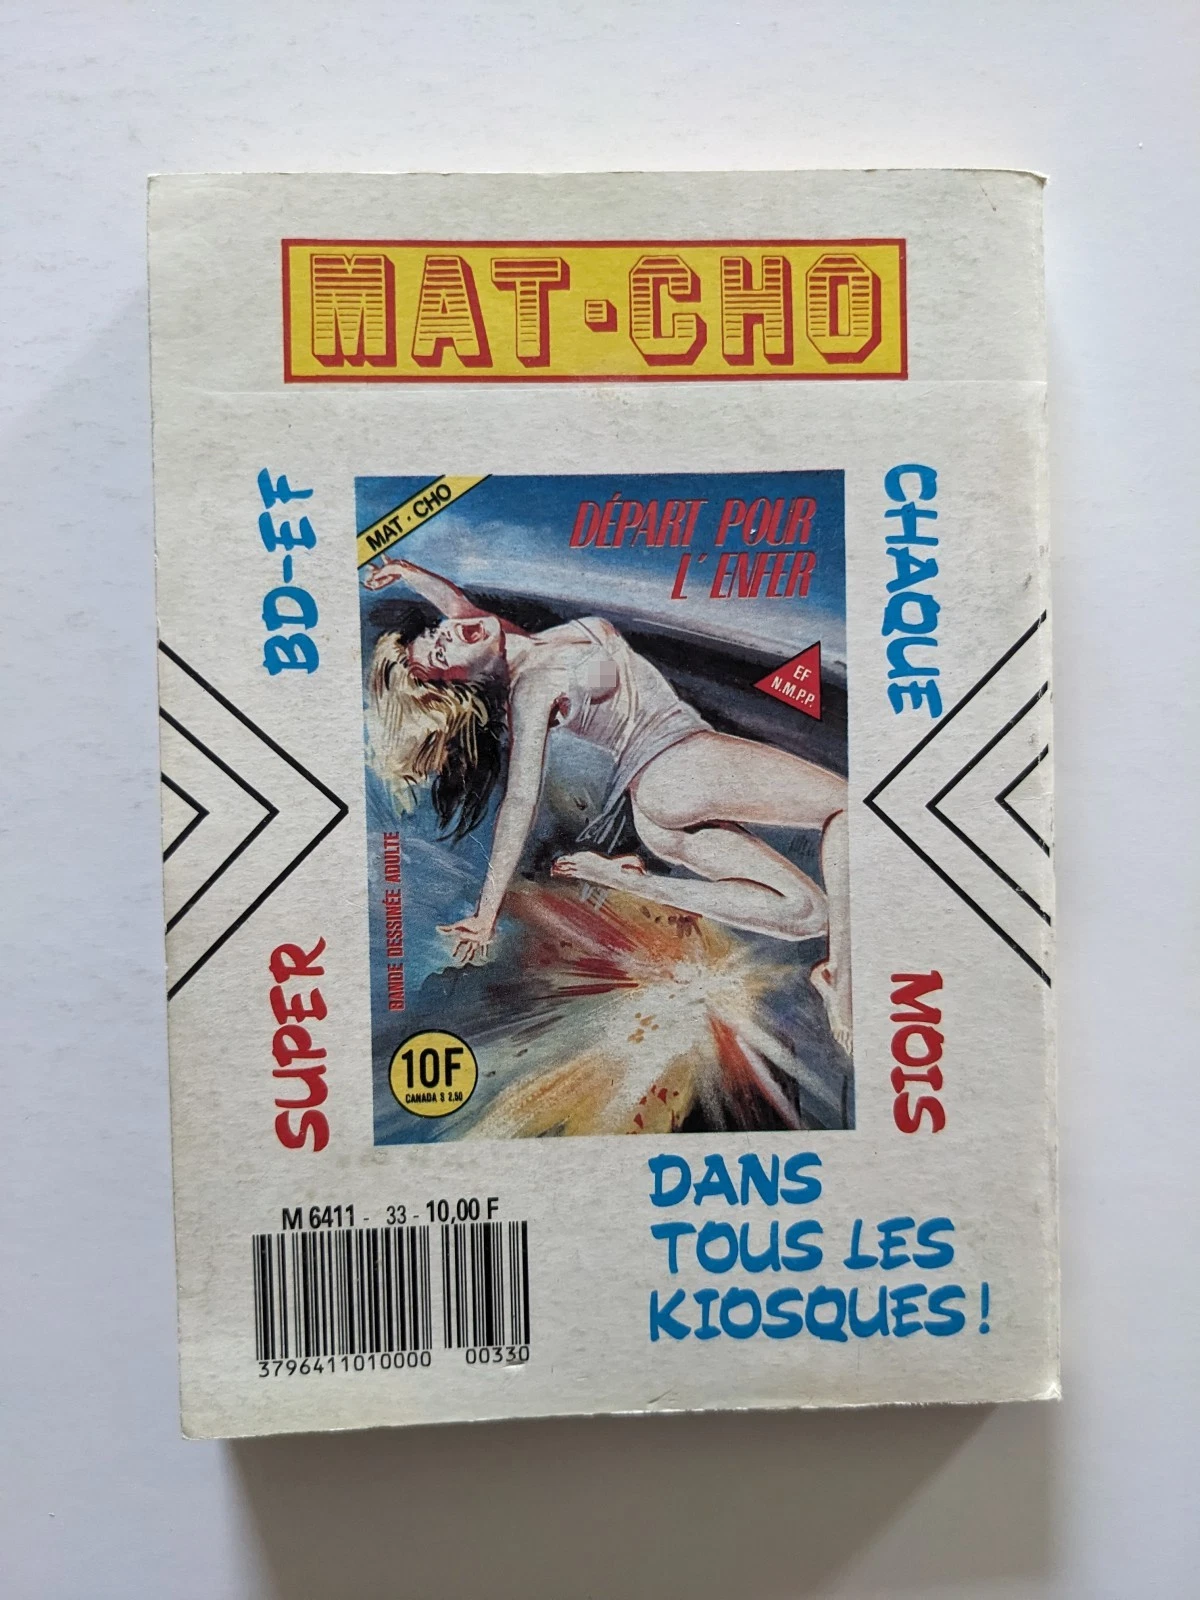 MAT·CHO
SUPER
BD-EF
CHAQUE
MOIS
MAT·CHO
DÉPART POUR
L'ENFER
EF
N.M.P.P.
BANDE DESSINÉE ADULTE
10F
CANADA $ 2,50
DANS
TOUS LES
KIOSQUES!
M 6411 - 33 - 10,00 F
3796411010000 00330